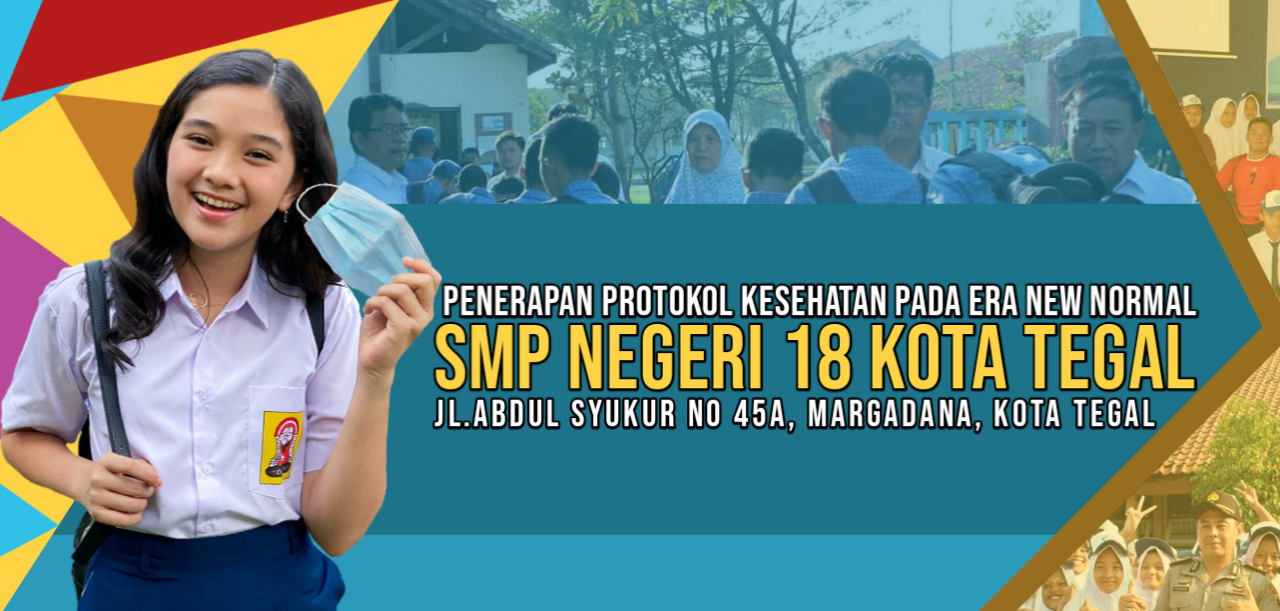 PENERAPAN PROTOKOL KESEHATAN PADA ERA NEW NORMAL
SMP NEGERI 18 KOTA TEGAL
JL.ABDUL SYUKUR NO 45A, MARGADANA, KOTA TEGAL